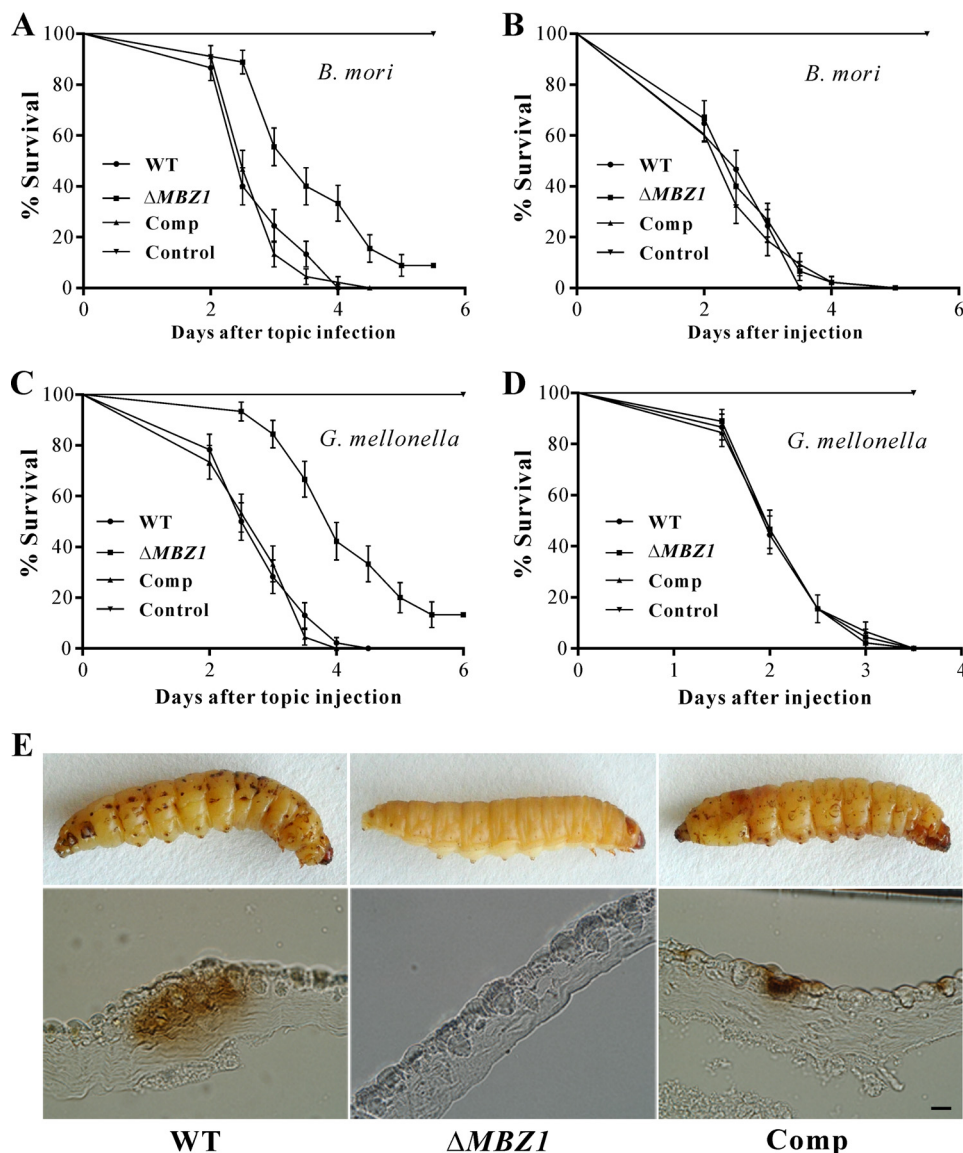 A
B. mori
100
80
60
40
20
0
% Survival
WT
ΔMBZ1
Comp
Control
0 2 4 6
Days after topic infection
B
B. mori
100
80
60
40
20
0
% Survival
WT
ΔMBZ1
Comp
Control
0 2 4 6
Days after injection
C
G. mellonella
100
80
60
40
20
0
% Survival
WT
ΔMBZ1
Comp
Control
0 2 4 6
Days after topic injection
D
G. mellonella
100
80
60
40
20
0
% Survival
WT
ΔMBZ1
Comp
Control
0 1 2 3 4
Days after injection
E
WT ΔMBZ1 Comp